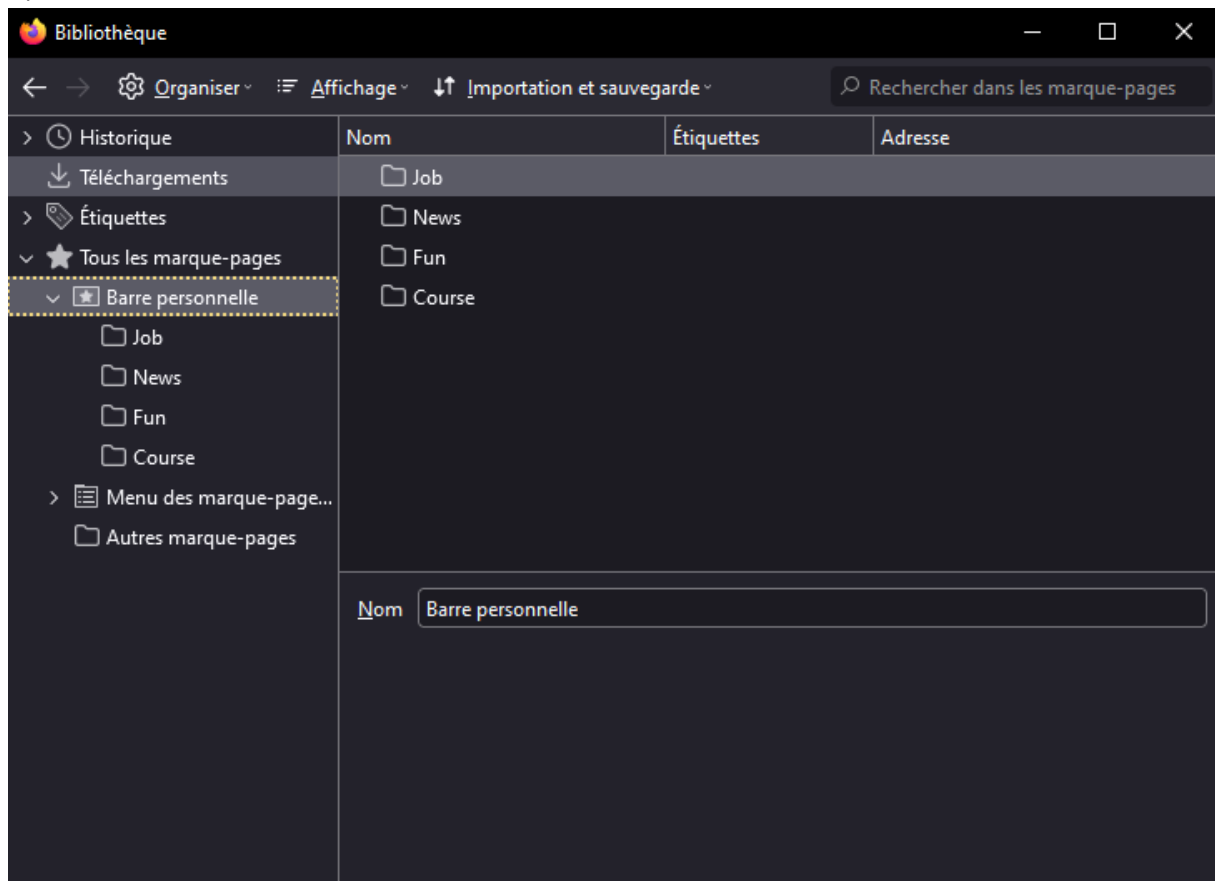 Bibliothèque
Organiser Affichage Importation et sauvegarde Rechercher dans les marque-pages
Historique
Téléchargements
Étiquettes
Tous les marque-pages
Barre personnelle
Job
News
Fun
Course
Menu des marque-page...
Autres marque-pages
Nom Étiquettes Adresse
Job
News
Fun
Course
Nom Barre personnelle